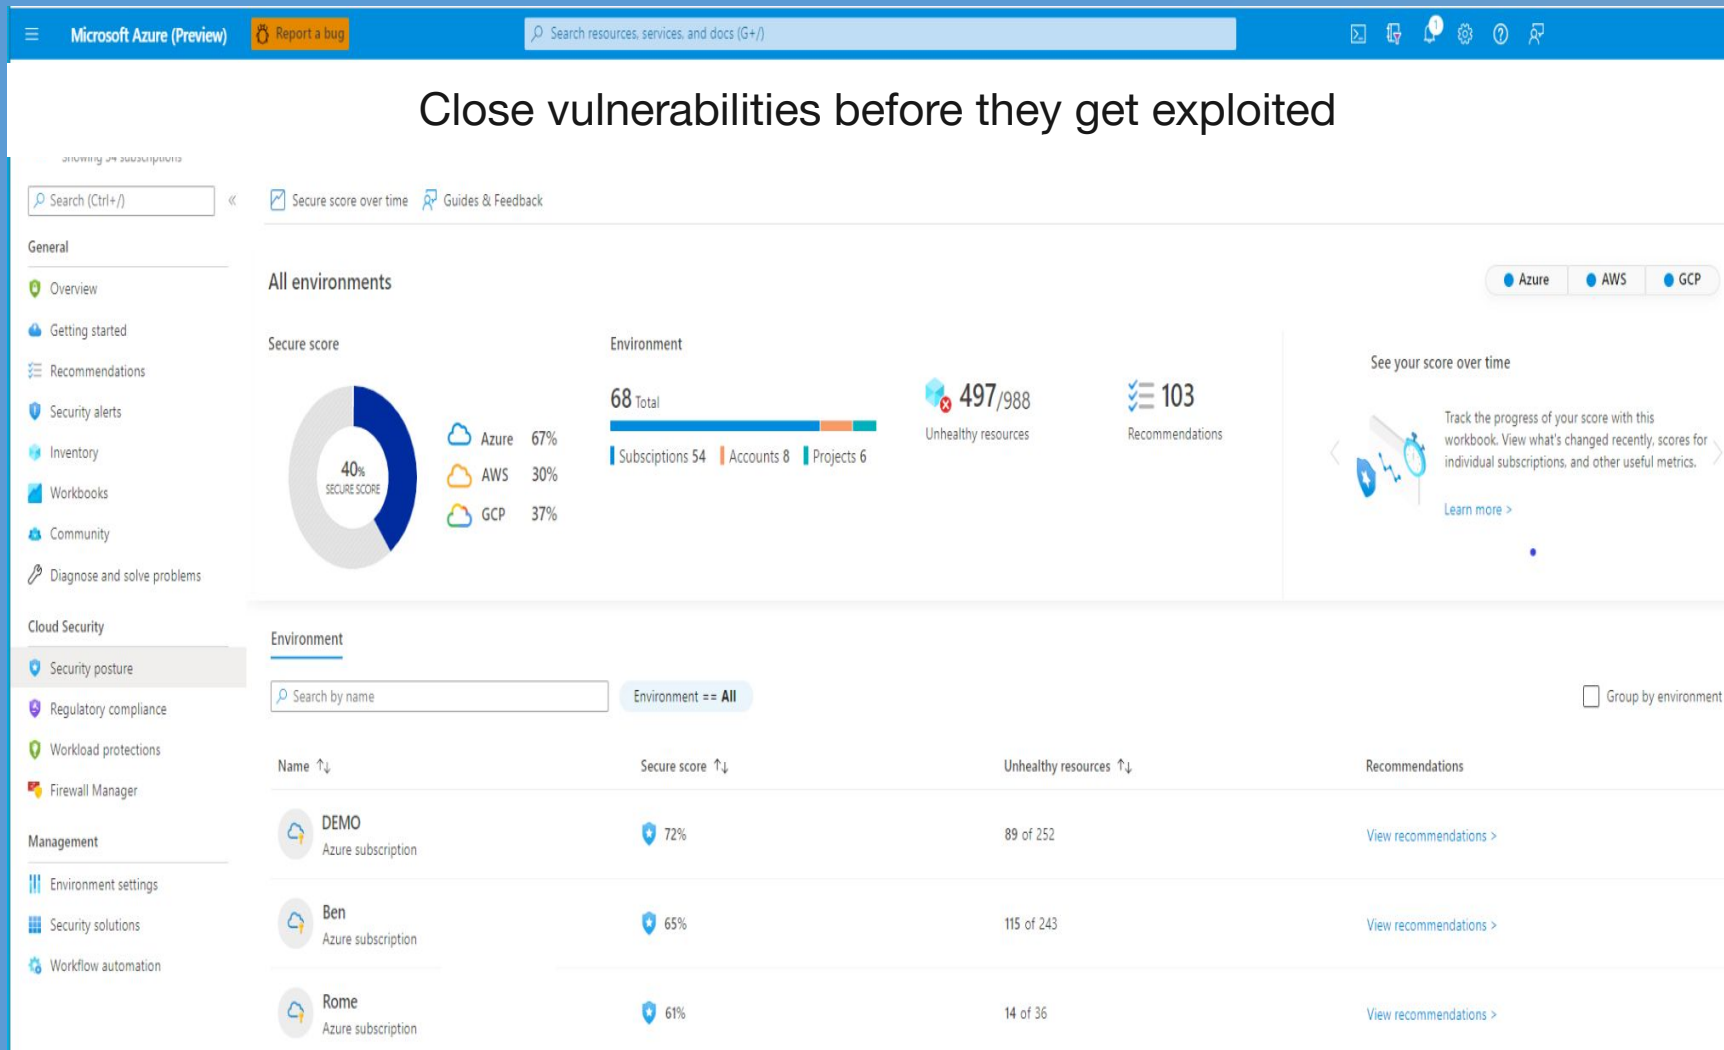 Microsoft Azure (Preview)
Report a bug
Search resources, services, and docs (G+/)
1
Close vulnerabilities before they get exploited
Showing 54 subscriptions
Search (Ctrl+/)
«
Secure score over time
Guides & Feedback
General
Overview
Getting started
Recommendations
Security alerts
Inventory
Workbooks
Community
Diagnose and solve problems
Cloud Security
Security posture
Regulatory compliance
Workload protections
Firewall Manager
Management
Environment settings
Security solutions
Workflow automation
All environments
Azure
AWS
GCP
Secure score
40%
SECURE SCORE
Azure 67%
AWS 30%
GCP 37%
Environment
68 Total
Subsciptions 54
Accounts 8
Projects 6
497/988
Unhealthy resources
103
Recommendations
See your score over time
Track the progress of your score with this
workbook. View what's changed recently, scores for
individual subscriptions, and other useful metrics.
Learn more >
Environment
Search by name
Environment == All
Group by environment
Name ↑↓ Secure score ↑↓ Unhealthy resources ↑↓ Recommendations
DEMO
Azure subscription
72%
89 of 252
View recommendations >
Ben
Azure subscription
65%
115 of 243
View recommendations >
Rome
Azure subscription
61%
14 of 36
View recommendations >